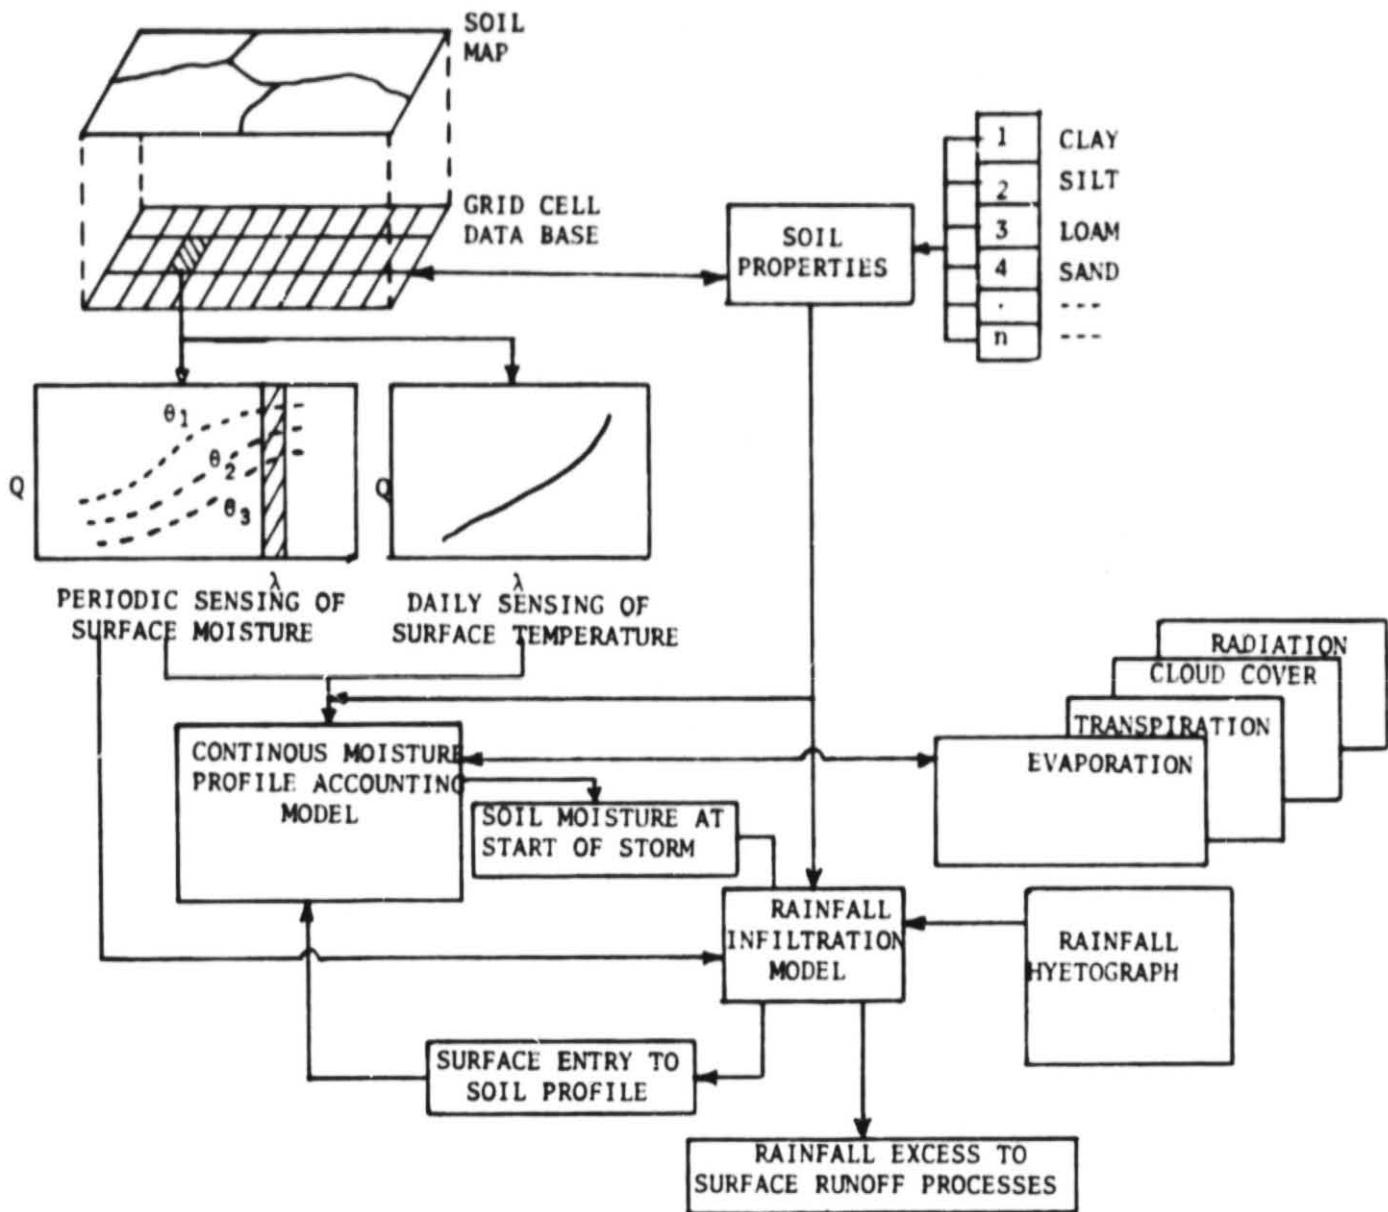 SOIL
MAP
GRID CELL
DATA BASE
SOIL
PROPERTIES
1 CLAY
2 SILT
3 LOAM
4 SAND
. ---
n ---
θ1
θ2
θ3
Q
λ
PERIODIC SENSING OF
SURFACE MOISTURE
Q
λ
DAILY SENSING OF
SURFACE TEMPERATURE
RADIATION
CLOUD COVER
TRANSPIRATION
EVAPORATION
CONTINOUS MOISTURE
PROFILE ACCOUNTING
MODEL
SOIL MOISTURE AT
START OF STORM
RAINFALL
INFILTRATION
MODEL
RAINFALL
HYETOGRAPH
SURFACE ENTRY TO
SOIL PROFILE
RAINFALL EXCESS TO
SURFACE RUNOFF PROCESSES